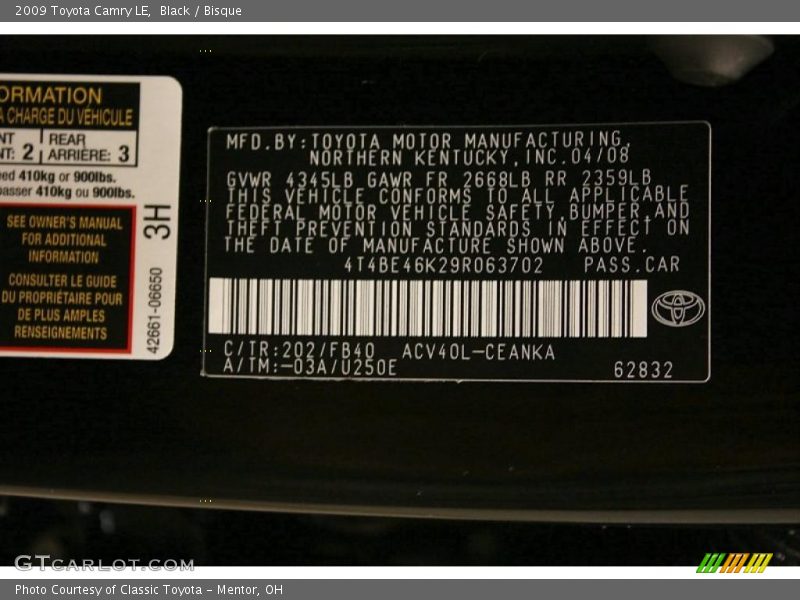 2009 Toyota Camry LE, Black / Bisque
ORMATION
A CHARGE DU VÉHICULE
NT 2 REAR 3
NT: ARRIÈRE:
eed 410kg or 900lbs.
passer 410kg ou 900lbs.
SEE OWNER'S MANUAL
FOR ADDITIONAL
INFORMATION
CONSULTER LE GUIDE
DU PROPRIÉTAIRE POUR
DE PLUS AMPLES
RENSEIGNEMENTS
3H
42661-06650
MFD.BY:TOYOTA MOTOR MANUFACTURING,
NORTHERN KENTUCKY,INC.04/08
GVWR 4345LB GAWR FR 2668LB RR 2359LB
THIS VEHICLE CONFORMS TO ALL APPLICABLE
FEDERAL MOTOR VEHICLE SAFETY,BUMPER,AND
THEFT PREVENTION STANDARDS IN EFFECT ON
THE DATE OF MANUFACTURE SHOWN ABOVE.
4T4BE46K29R063702 PASS.CAR
C/TR:202/FB40 ACV40L-CEANKA
A/TM:-03A/U250E
62832
GTCARLOT.COM
Photo Courtesy of Classic Toyota - Mentor, OH